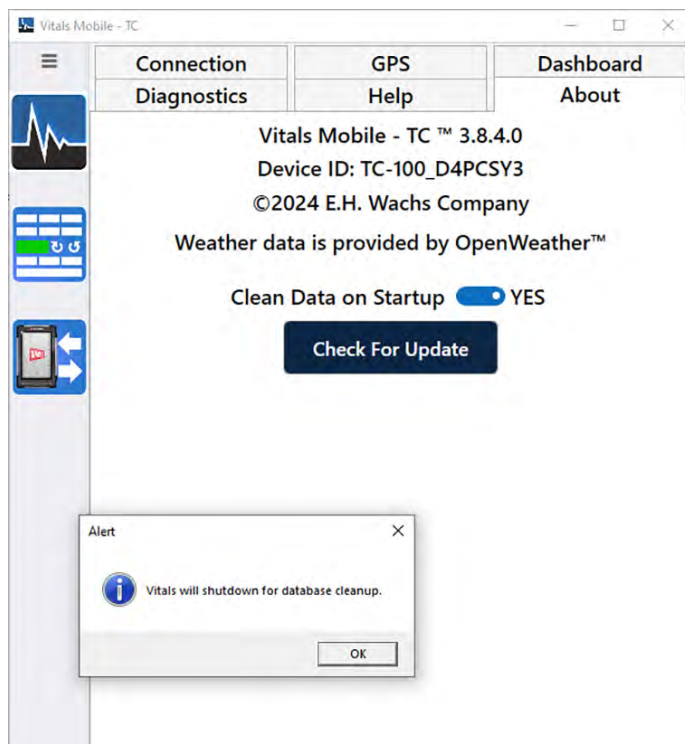 Vitals Mobile - TC
Connection
GPS
Dashboard
Diagnostics
Help
About
Vitals Mobile - TC ™ 3.8.4.0
Device ID: TC-100_D4PCSY3
©2024 E.H. Wachs Company
Weather data is provided by OpenWeather™
Clean Data on Startup YES
Check For Update
Alert
Vitals will shutdown for database cleanup.
OK